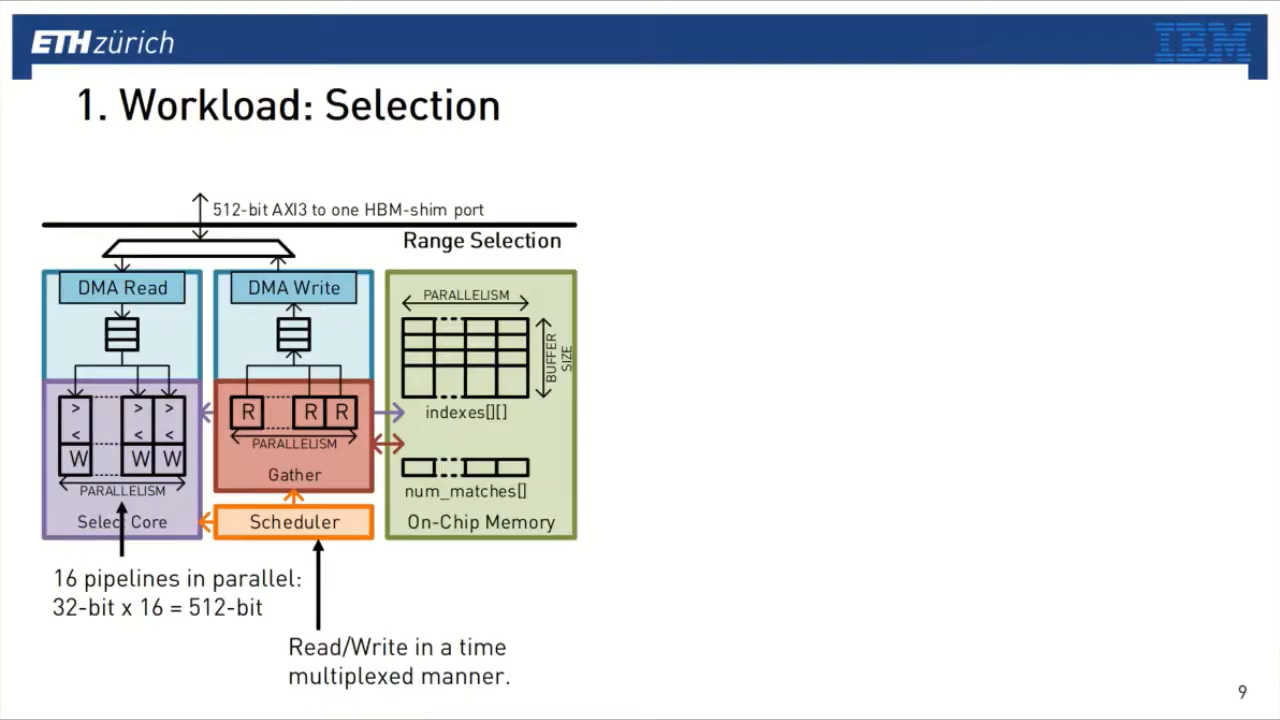 ETH zürich
IBM
1. Workload: Selection
512-bit AXI3 to one HBM-shim port
Range Selection
DMA Read
DMA Write
PARALLELISM
BUFFER
SIZE
> > >
< < <
W W W
PARALLELISM
Select Core
R R R
PARALLELISM
Gather
Scheduler
indexes[][]
num_matches[]
On-Chip Memory
16 pipelines in parallel:
32-bit x 16 = 512-bit
Read/Write in a time
multiplexed manner.
9